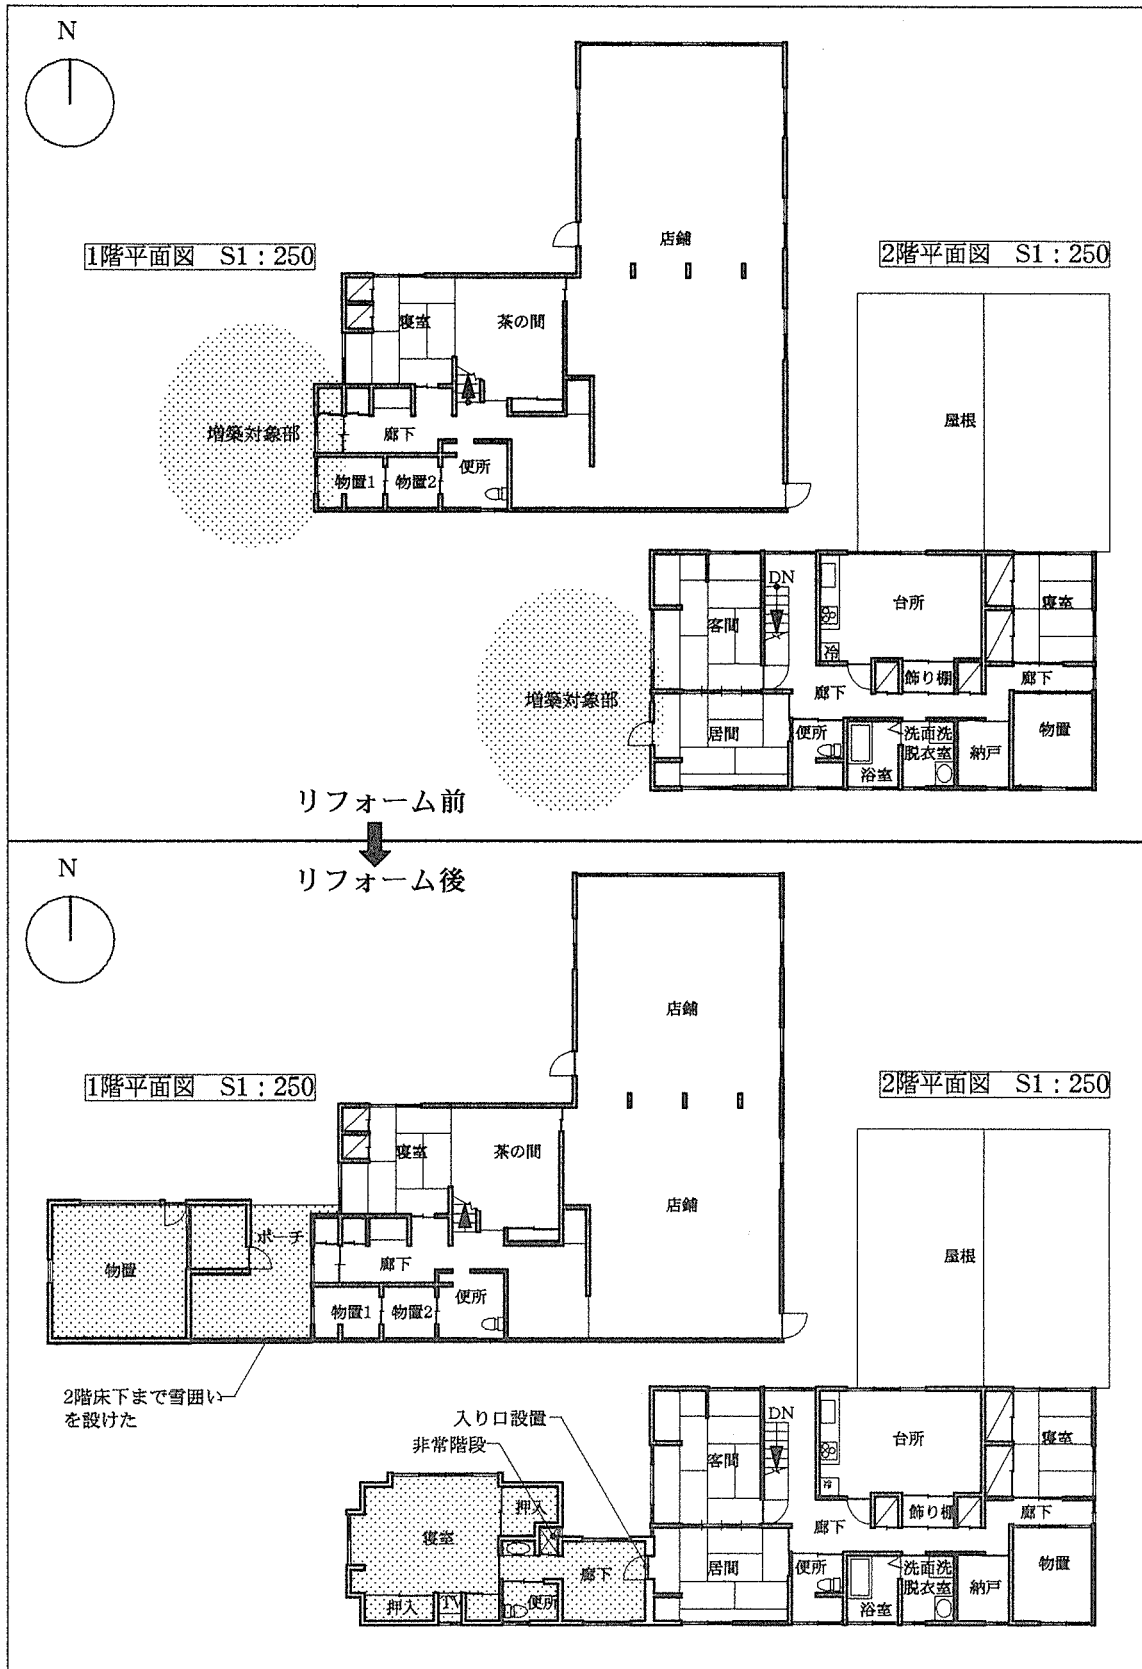 N
1階平面図 S1:250
2階平面図 S1:250
店鋪
寝室
茶の間
増築対象部
廊下
物置1
物置2
便所
屋根
DN
台所
寝室
客間
冷
増築対象部
廊下
飾り棚
廊下
居間
便所
洗面洗
脱衣室
物置
浴室
納戸
リフォーム前
リフォーム後
N
店鋪
1階平面図 S1:250
2階平面図 S1:250
寝室
茶の間
店鋪
ポーチ
物置
廊下
物置1
物置2
便所
屋根
2階床下まで雪囲い
を設けた
入り口設置
非常階段
DN
台所
寝室
客間
冷
押入
寝室
廊下
飾り棚
廊下
廊下
居間
便所
洗面洗
脱衣室
物置
押入
TV
便所
浴室
納戸